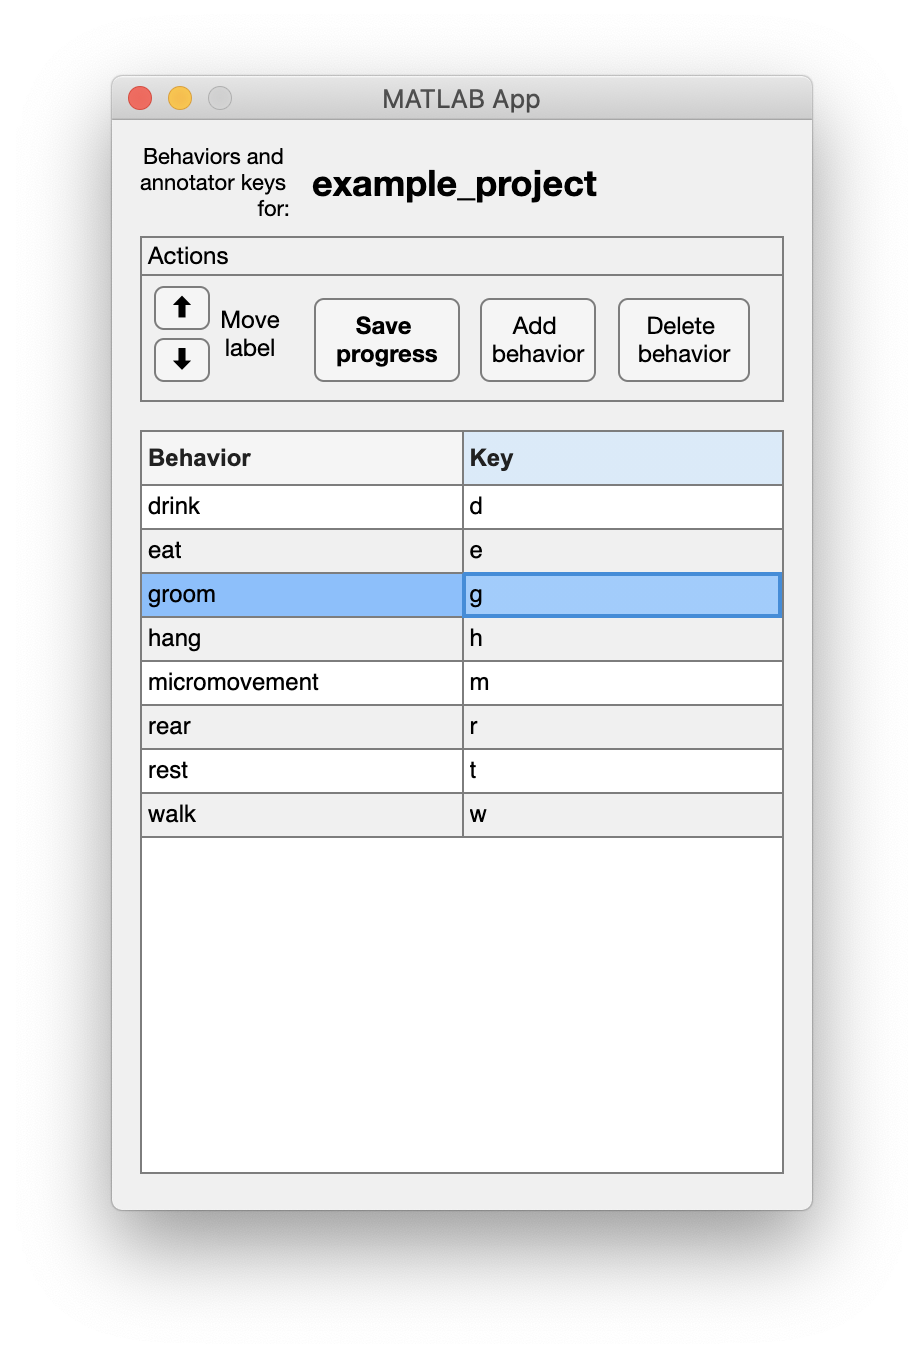 MATLAB App
Behaviors and
annotator keys
for:
example_project
Actions
⬆
⬇
Move
label
Save
progress
Add
behavior
Delete
behavior
Behavior Key
drink d
eat e
groom g
hang h
micromovement m
rear r
rest t
walk w